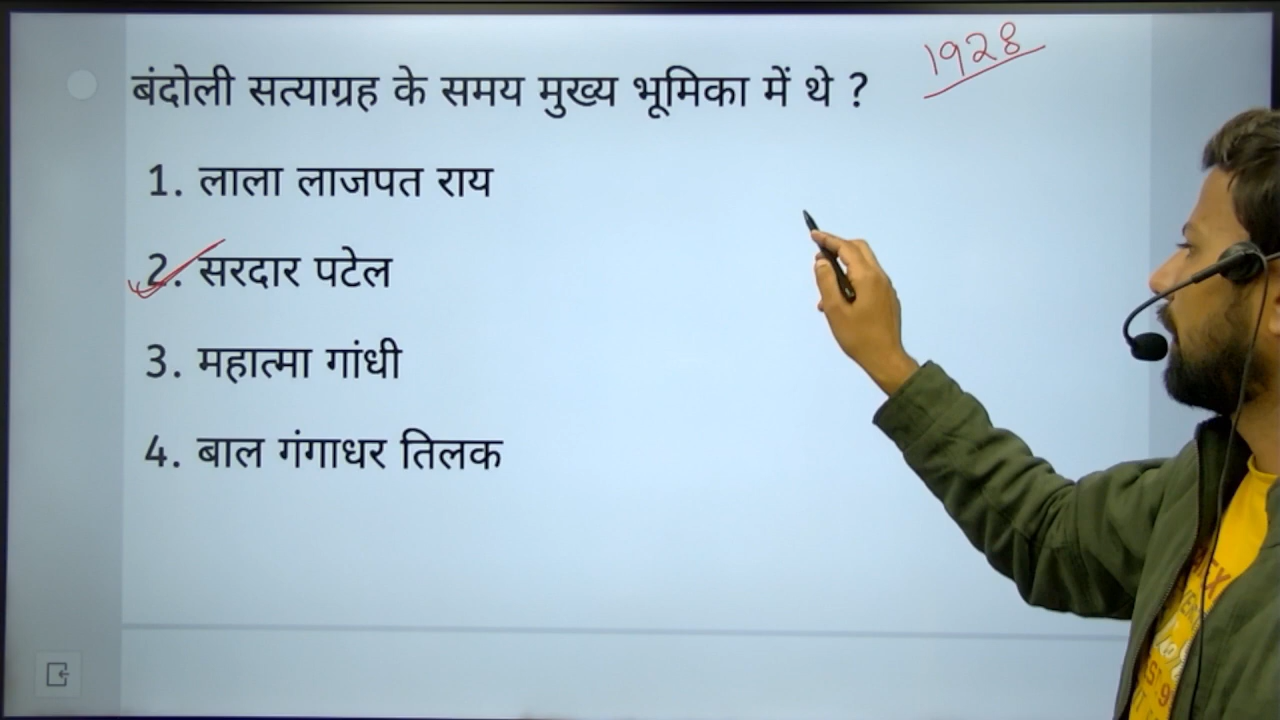 बंदोली सत्याग्रह के समय मुख्य भूमिका में थे ? 1928
1. लाला लाजपत राय
2. सरदार पटेल
3. महात्मा गांधी
4. बाल गंगाधर तिलक